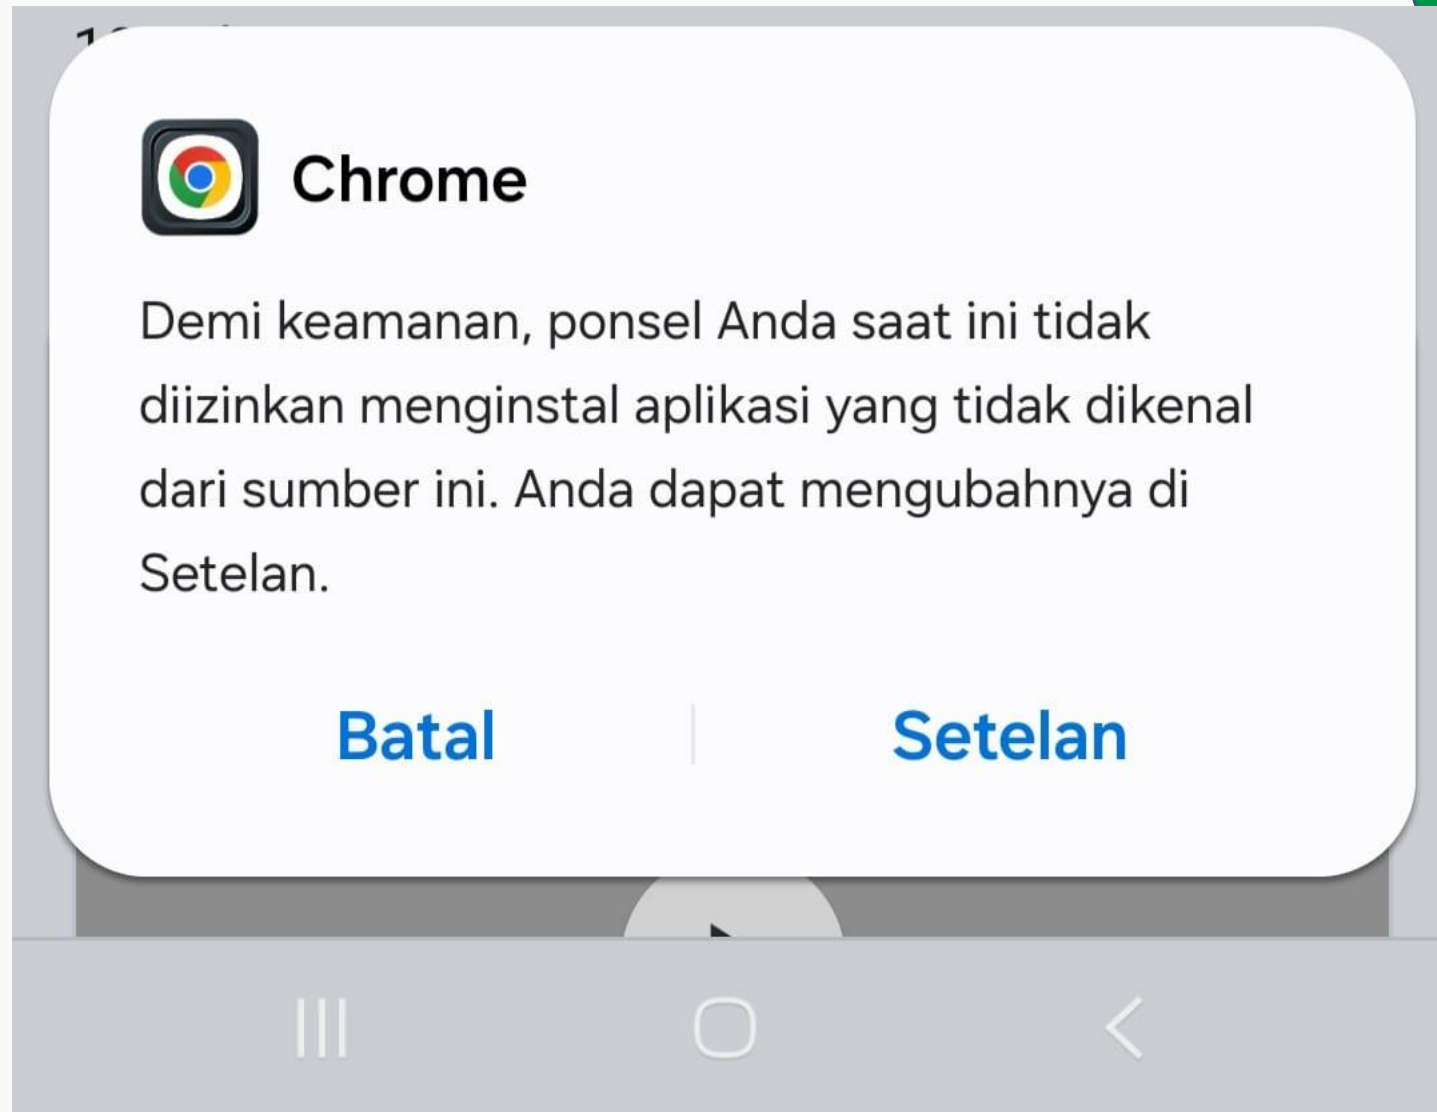 Chrome
Demi keamanan, ponsel Anda saat ini tidak
diizinkan menginstal aplikasi yang tidak dikenal
dari sumber ini. Anda dapat mengubahnya di
Setelan.
Batal
Setelan